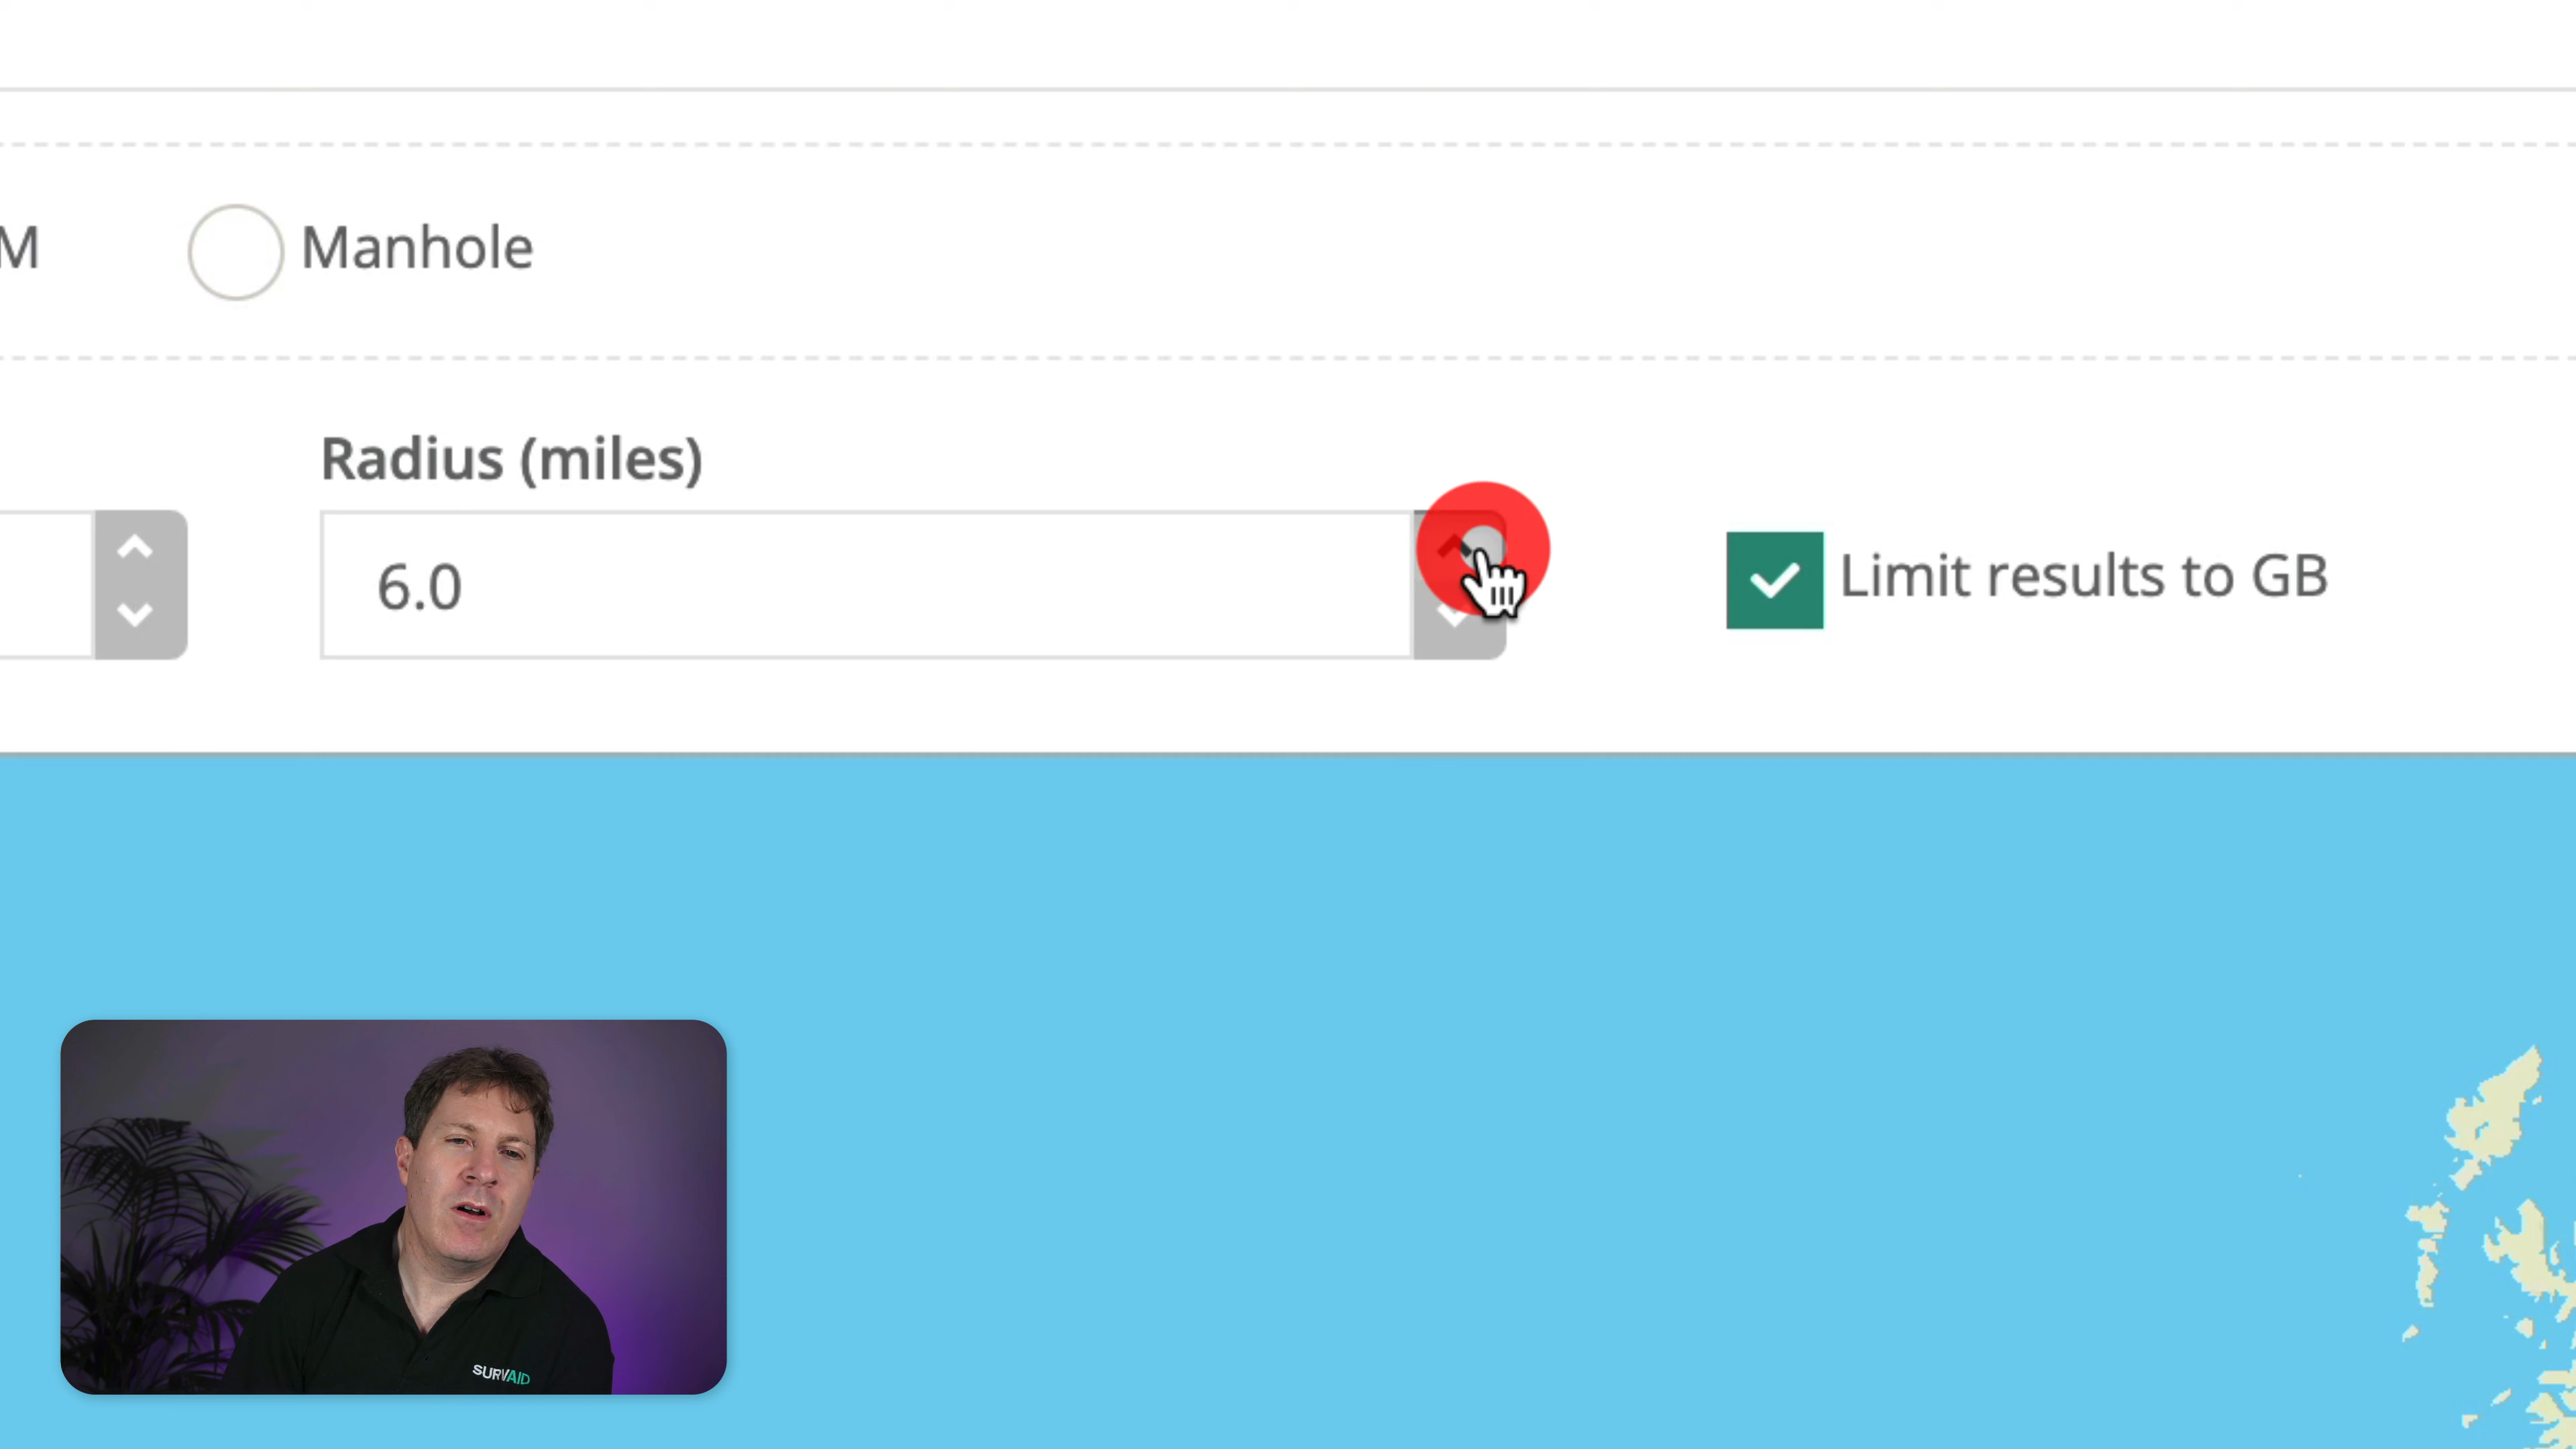 M
Manhole
Radius (miles)
6.0
Limit results to GB
SURVAID